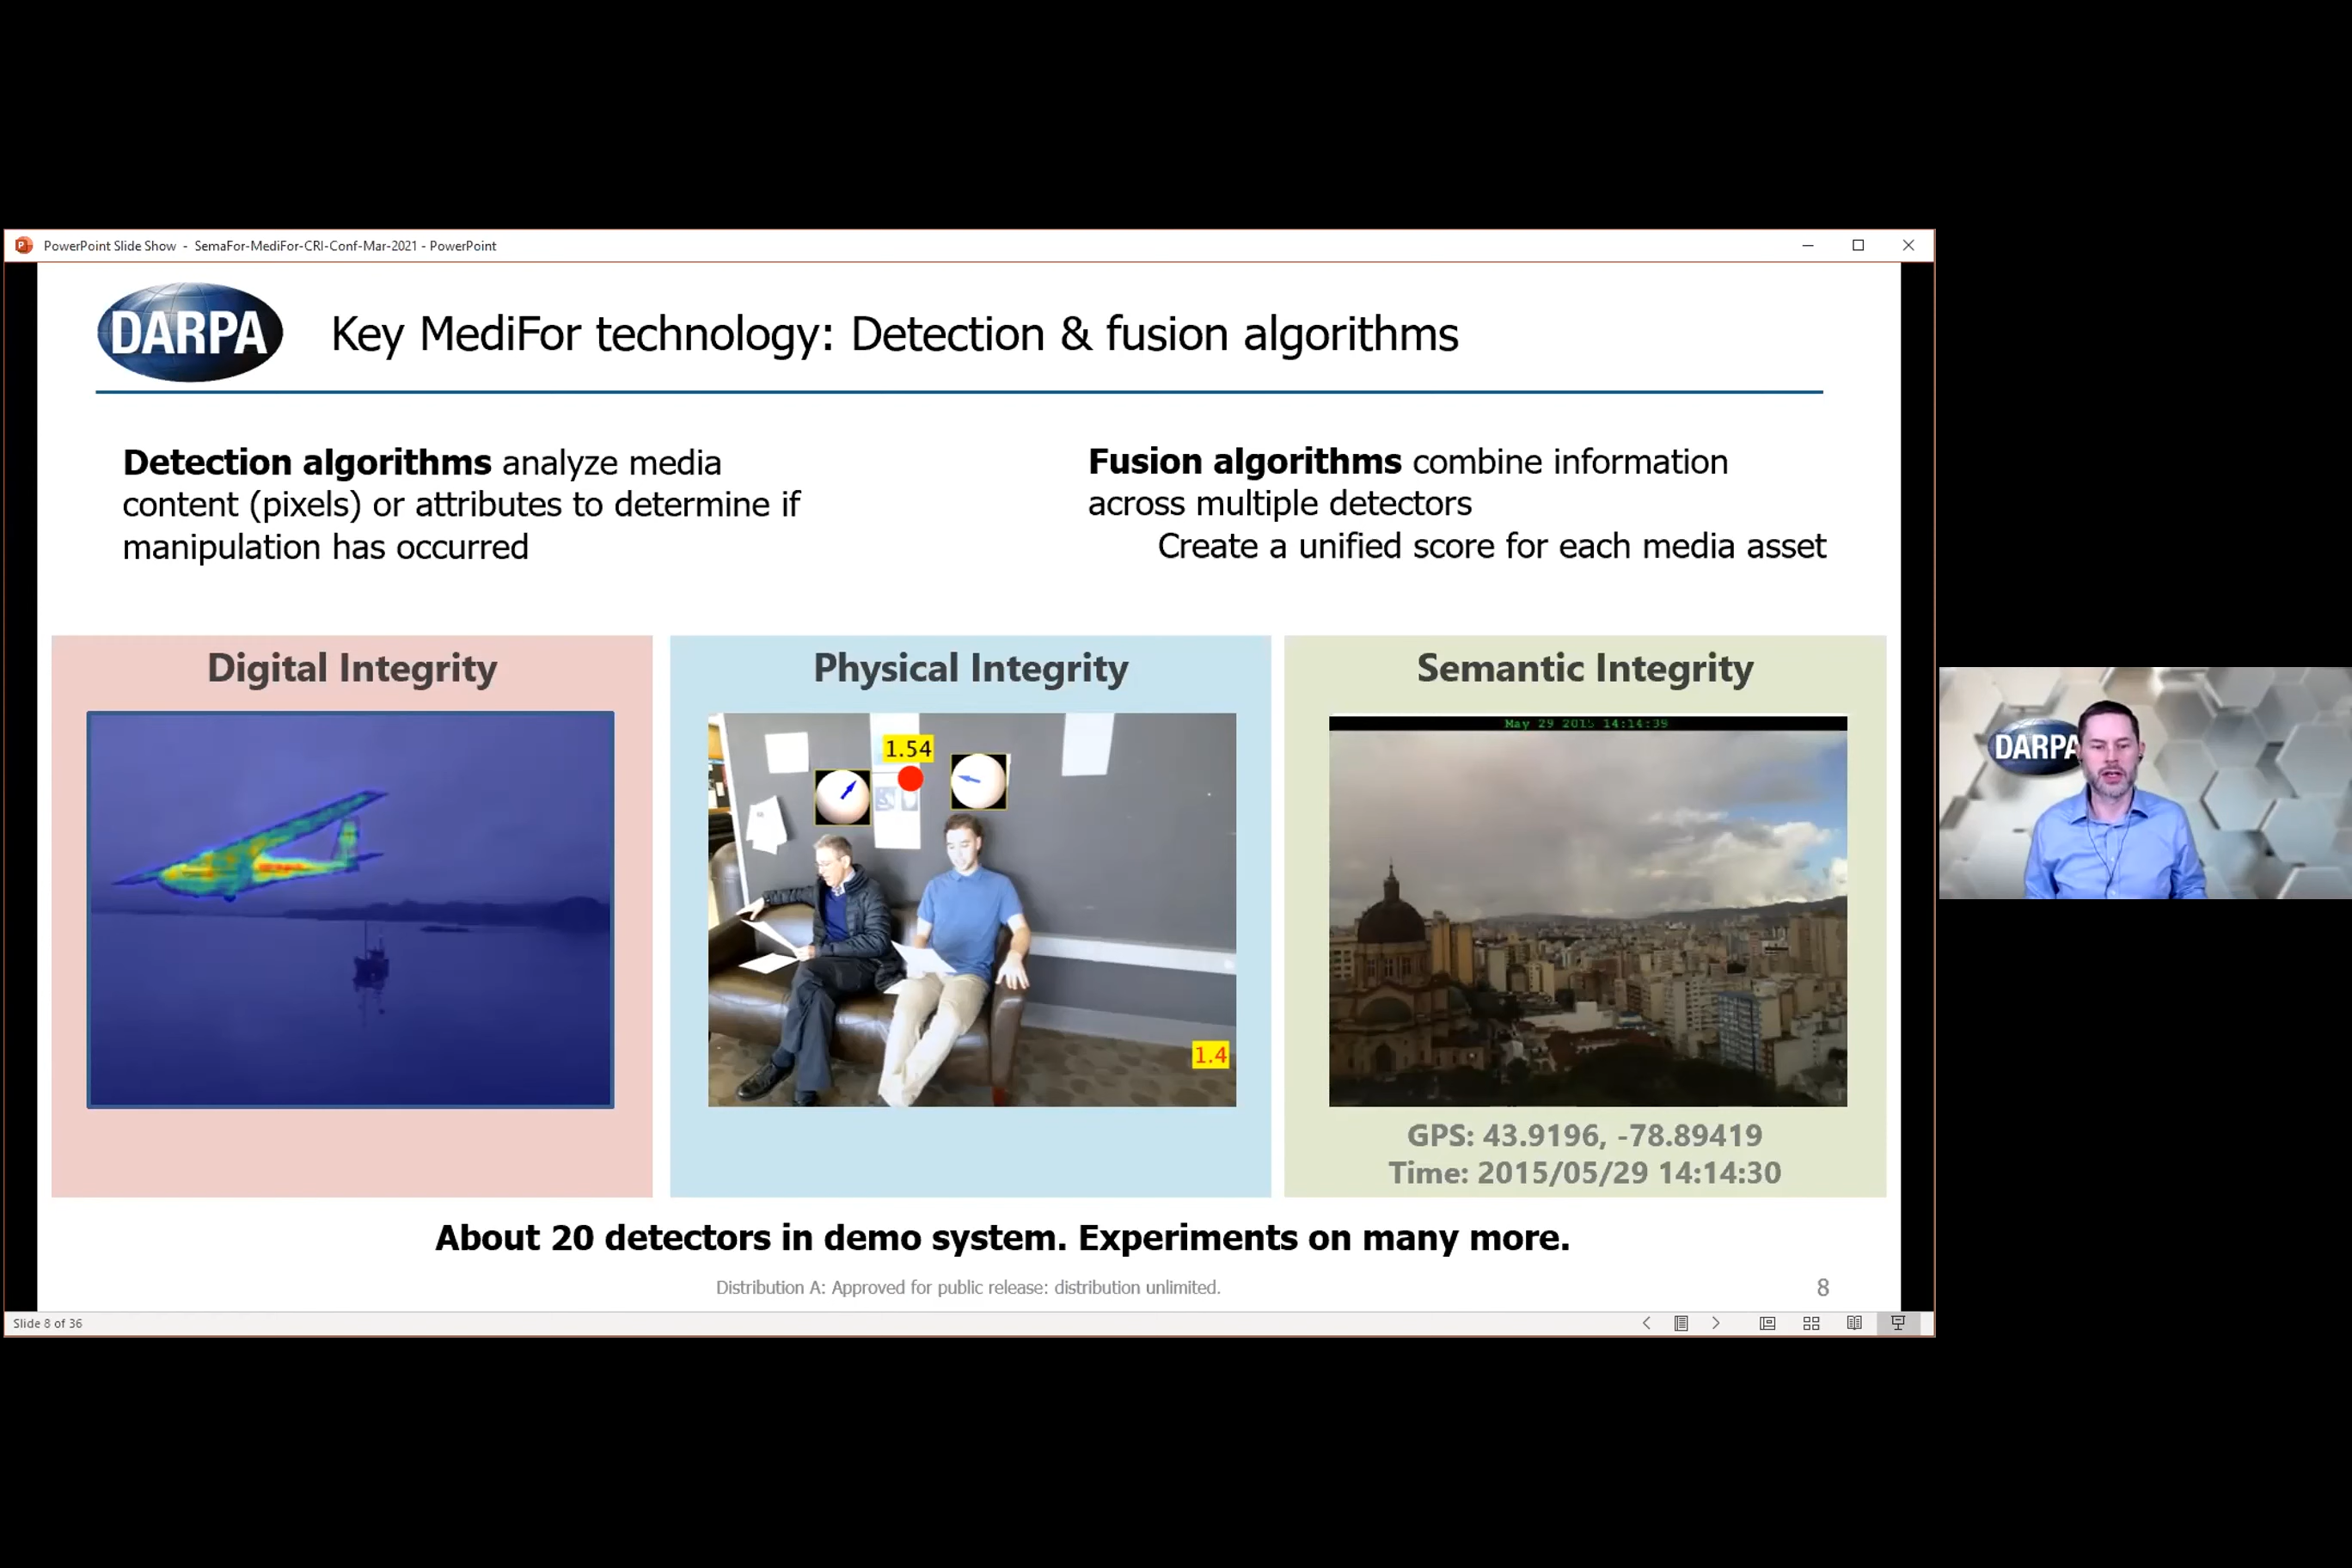 PowerPoint Slide Show - SemaFor-MediFor-CRI-Conf-Mar-2021 - PowerPoint
DARPA
Key MediFor technology: Detection & fusion algorithms
Detection algorithms analyze media
content (pixels) or attributes to determine if
manipulation has occurred
Fusion algorithms combine information
across multiple detectors
Create a unified score for each media asset
Digital Integrity
Physical Integrity
1.54
1.4
Semantic Integrity
May 29 2015 14:14:39
GPS: 43.9196, -78.89419
Time: 2015/05/29 14:14:30
About 20 detectors in demo system. Experiments on many more.
Distribution A: Approved for public release: distribution unlimited.
8
Slide 8 of 36
DARPA